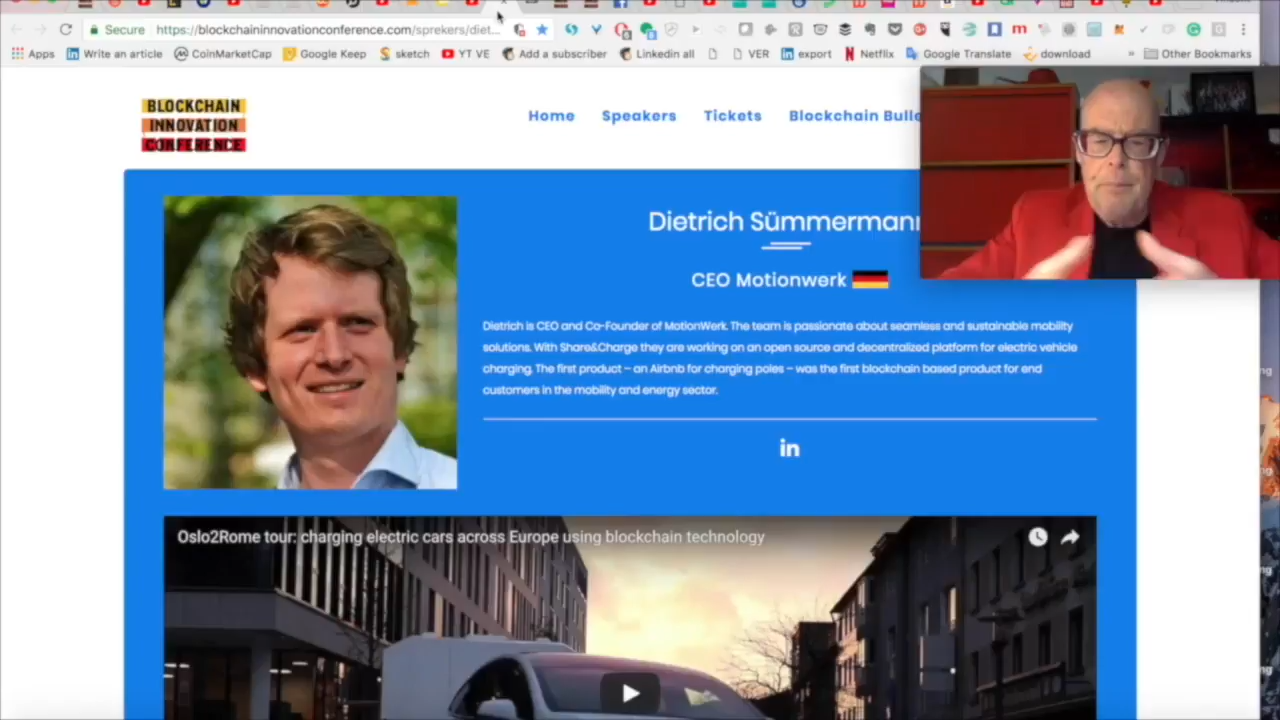 Secure https://blockchaininnovationconference.com/sprekers/diet...
Apps Write an article CoinMarketCap Google Keep sketch YT VE Add a subscriber Linkedin all VER export Netflix Google Translate download » Other Bookmarks
BLOCKCHAIN
INNOVATION
CONFERENCE
Home Speakers Tickets Blockchain Bulle
Dietrich Sümmermann
CEO Motionwerk
Dietrich is CEO and Co-Founder of MotionWerk. The team is passionate about seamless and sustainable mobility
solutions. With Share&Charge they are working on an open source and decentralized platform for electric vehicle
charging. The first product – an Airbnb for charging poles – was the first blockchain based product for end
customers in the mobility and energy sector.
in
Oslo2Rome tour: charging electric cars across Europe using blockchain technology